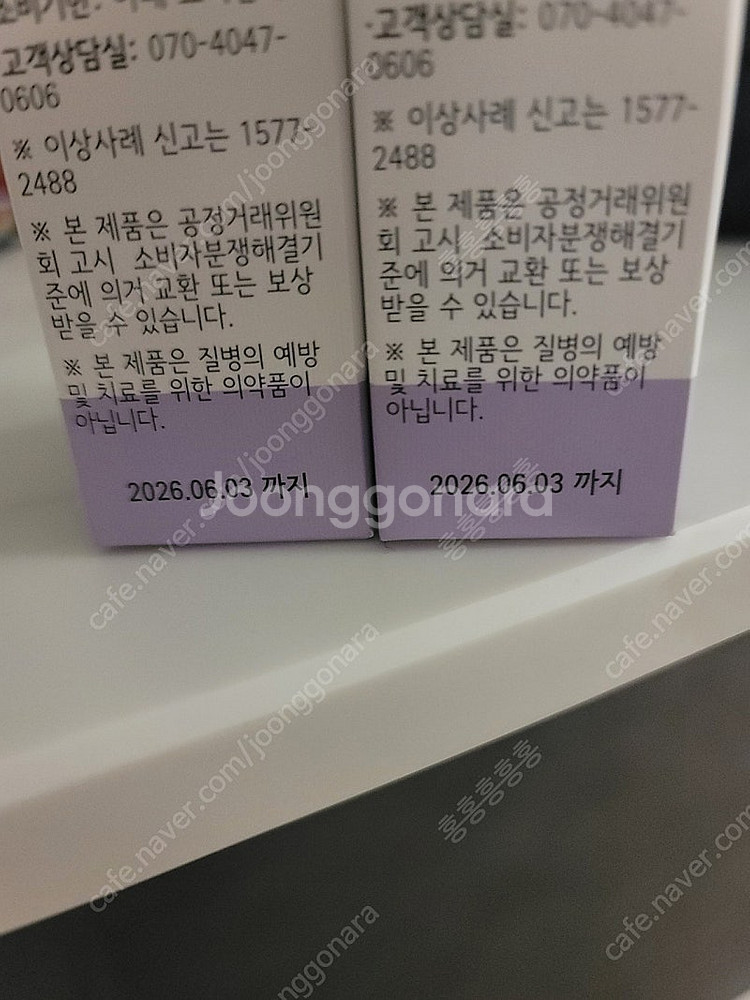 고객상담실: 070-4047-
0606
※ 이상사례 신고는 1577-
2488
※ 본 제품은 공정거래위원
회 고시 소비자분쟁해결기
준에 의거 교환 또는 보상
받을 수 있습니다.
※ 본 제품은 질병의 예방
및 치료를 위한 의약품이
아닙니다.
2026.06.03 까지
·고객상담실: 070-4047-
0606
※ 이상사례 신고는 1577-
2488
※ 본 제품은 공정거래위원
회 고시 소비자분쟁해결기
준에 의거 교환 또는 보상
받을 수 있습니다.
※ 본 제품은 질병의 예방
및 치료를 위한 의약품이
아닙니다.
2026.06.03 까지
Joonggonara
cafe.naver.com/joonggonara
홍홍홍홍홍